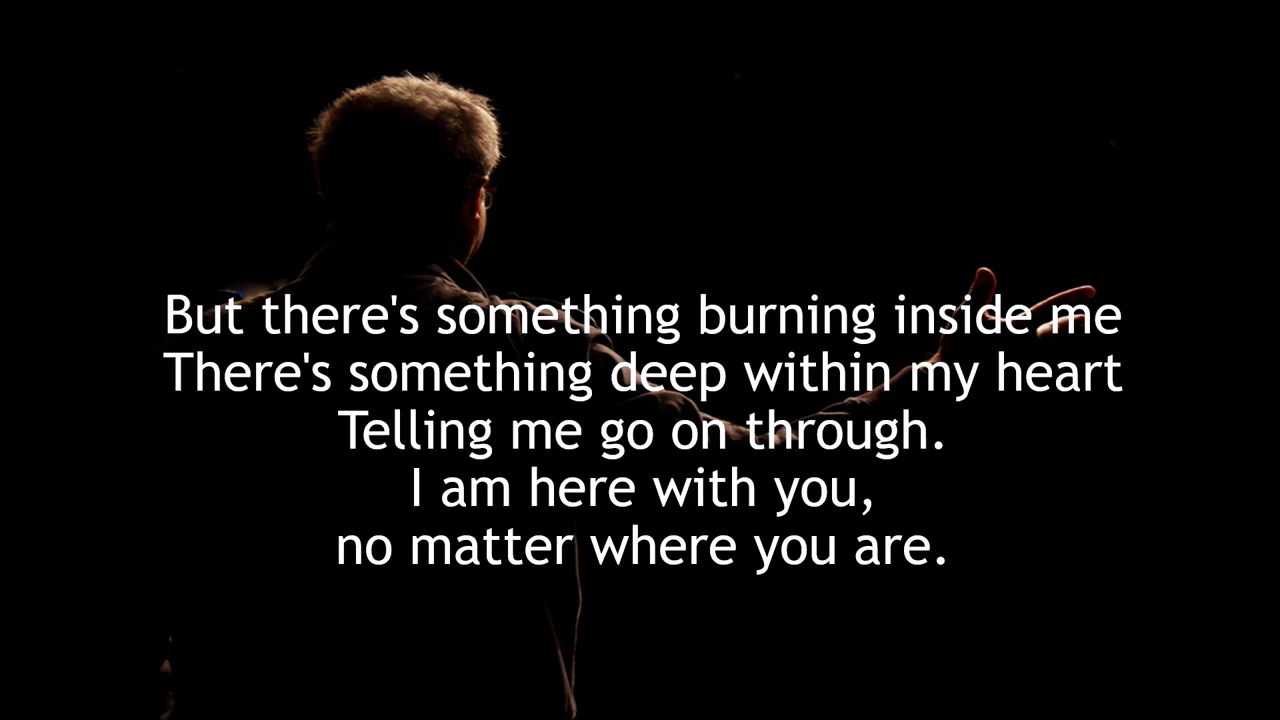 But there's something burning inside me
There's something deep within my heart
Telling me go on through.
I am here with you,
no matter where you are.